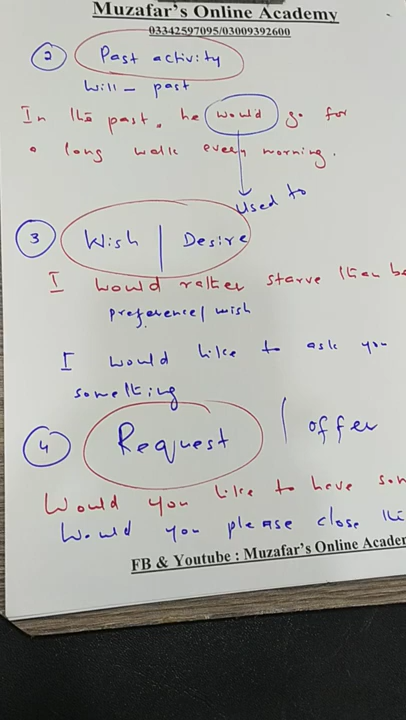 Muzafar's Online Academy
03342597095/03009392600
2 Past activity
Will - past
In the past, he would go for
a long walk every morning.
Used to
3 Wish | Desire
I would rather starve than be
preference/ wish
I would like to ask you
something
4 Request / offer
Would you like to have som
Would you please close the
FB & Youtube : Muzafar's Online Academ